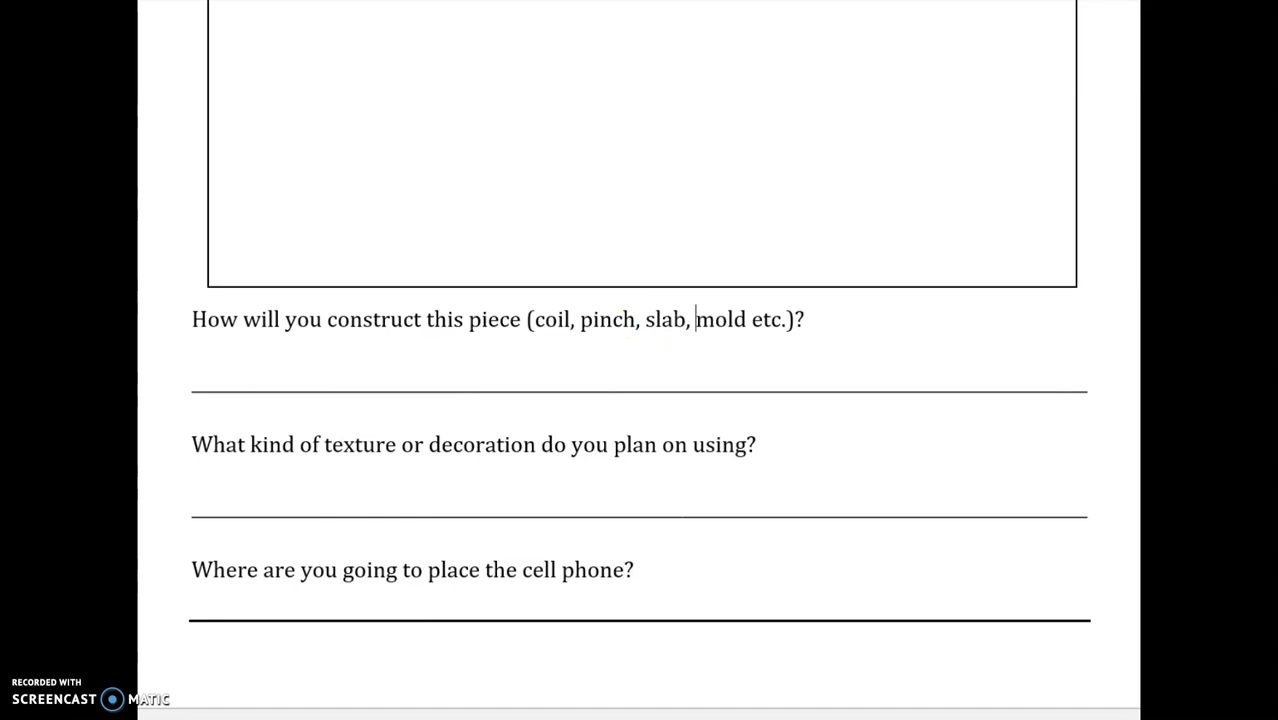 How will you construct this piece (coil, pinch, slab, mold etc.)?
What kind of texture or decoration do you plan on using?
Where are you going to place the cell phone?
RECORDED WITH
SCREENCAST MATIC